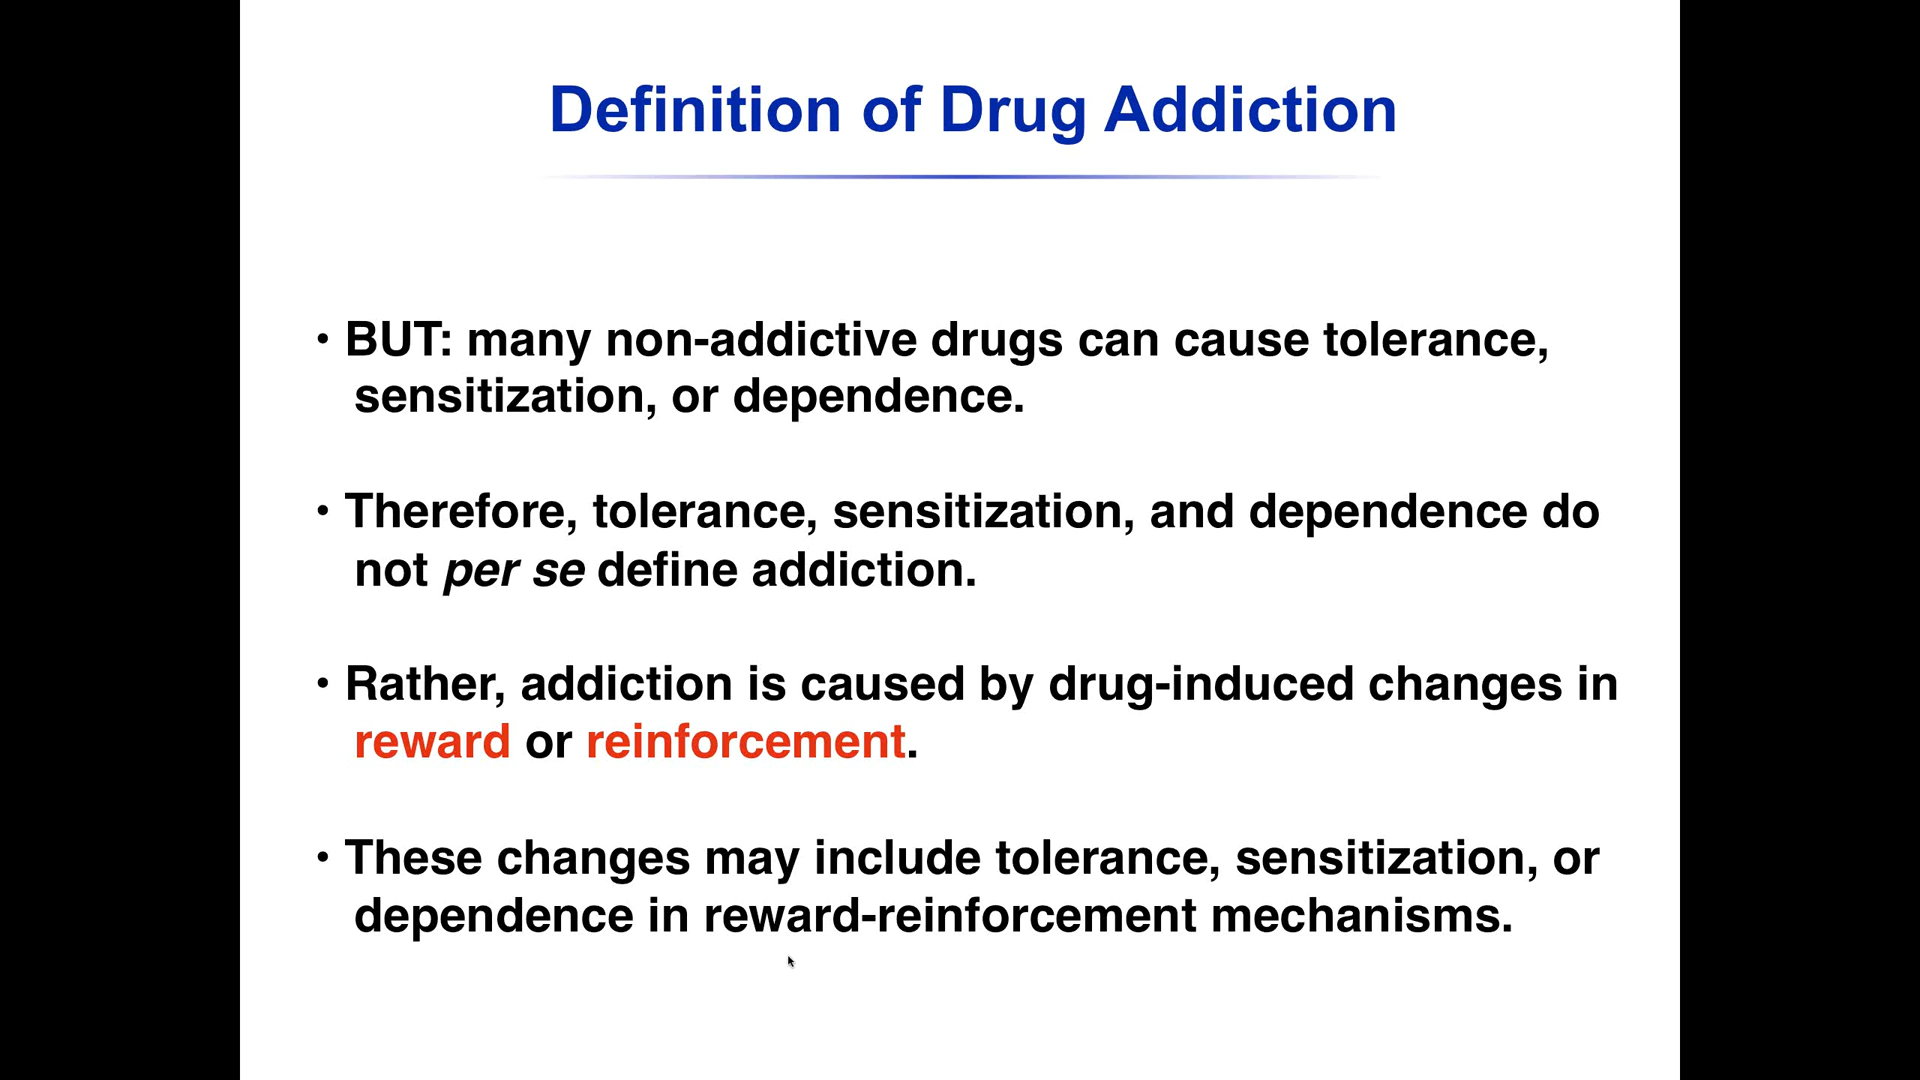 Definition of Drug Addiction
• BUT: many non-addictive drugs can cause tolerance,
sensitization, or dependence.
• Therefore, tolerance, sensitization, and dependence do
not per se define addiction.
• Rather, addiction is caused by drug-induced changes in
reward or reinforcement.
• These changes may include tolerance, sensitization, or
dependence in reward-reinforcement mechanisms.